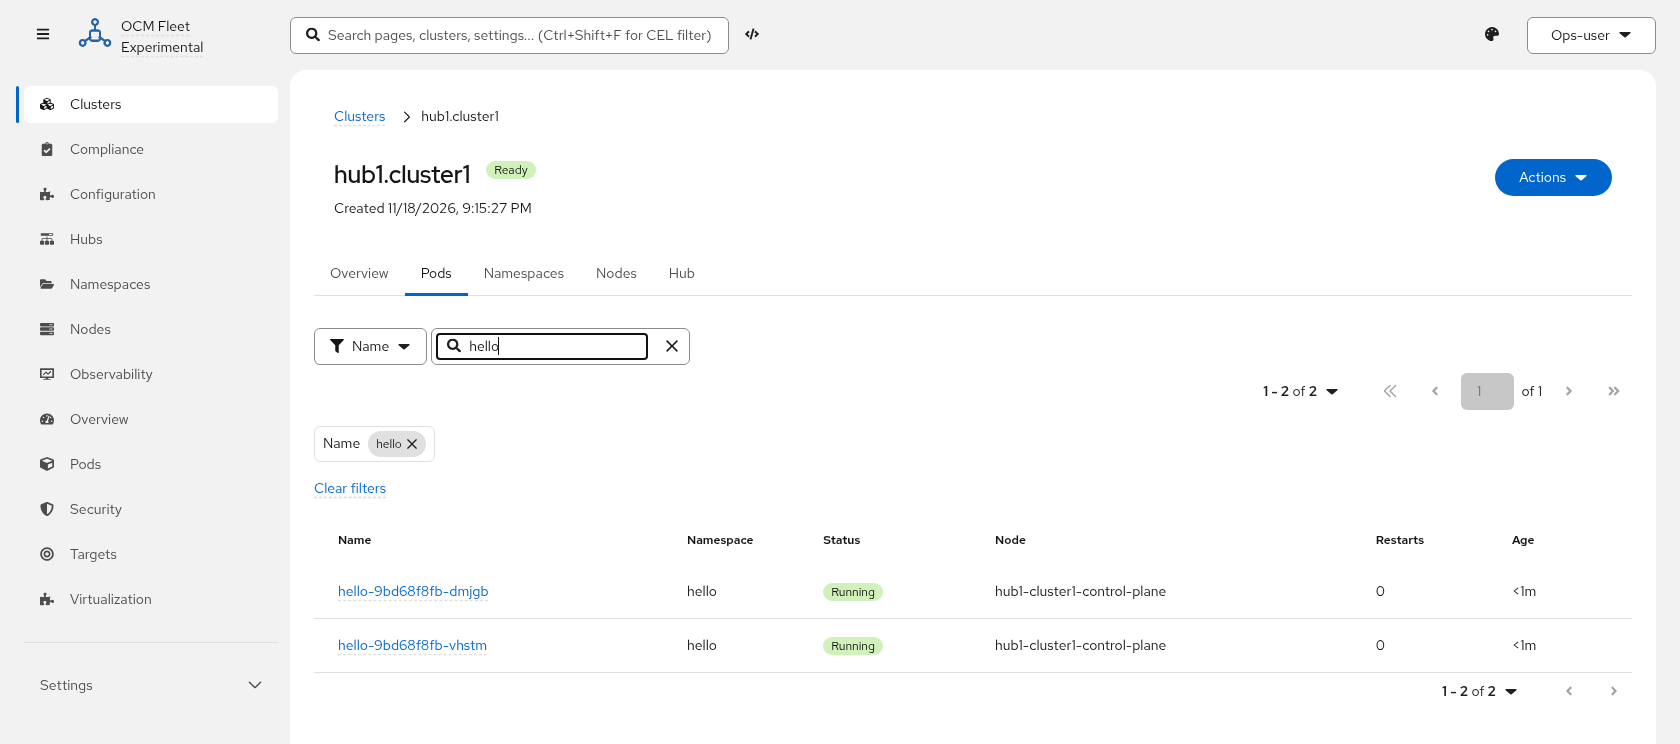 OCM Fleet
Experimental
Search pages, clusters, settings... (Ctrl+Shift+F for CEL filter)
Ops-user
Clusters
Compliance
Configuration
Hubs
Namespaces
Nodes
Observability
Overview
Pods
Security
Targets
Virtualization
Settings
Clusters > hub1.cluster1
hub1.cluster1 Ready
Created 11/18/2026, 9:15:27 PM
Actions
Overview Pods Namespaces Nodes Hub
Name hello
1 - 2 of 2 1 of 1
Name hello
Clear filters
Name Namespace Status Node Restarts Age
hello-9bd68f8fb-dmjgb hello Running hub1-cluster1-control-plane 0 <1m
hello-9bd68f8fb-vhstm hello Running hub1-cluster1-control-plane 0 <1m
1 - 2 of 2